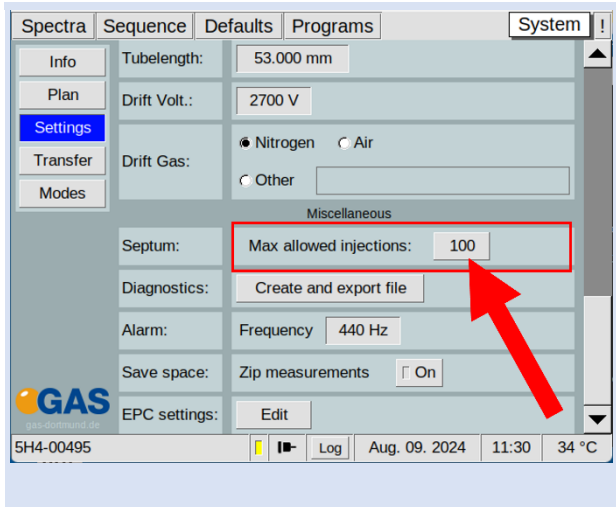 Spectra Sequence Defaults Programs System !
Info
Plan
Settings
Transfer
Modes
Tubelength: 53.000 mm
Drift Volt.: 2700 V
Drift Gas: Nitrogen Air
Other
Miscellaneous
Septum: Max allowed injections: 100
Diagnostics: Create and export file
Alarm: Frequency 440 Hz
Save space: Zip measurements On
EPC settings: Edit
GAS
gas-dortmund.de
5H4-00495 Log Aug. 09. 2024 11:30 34 °C